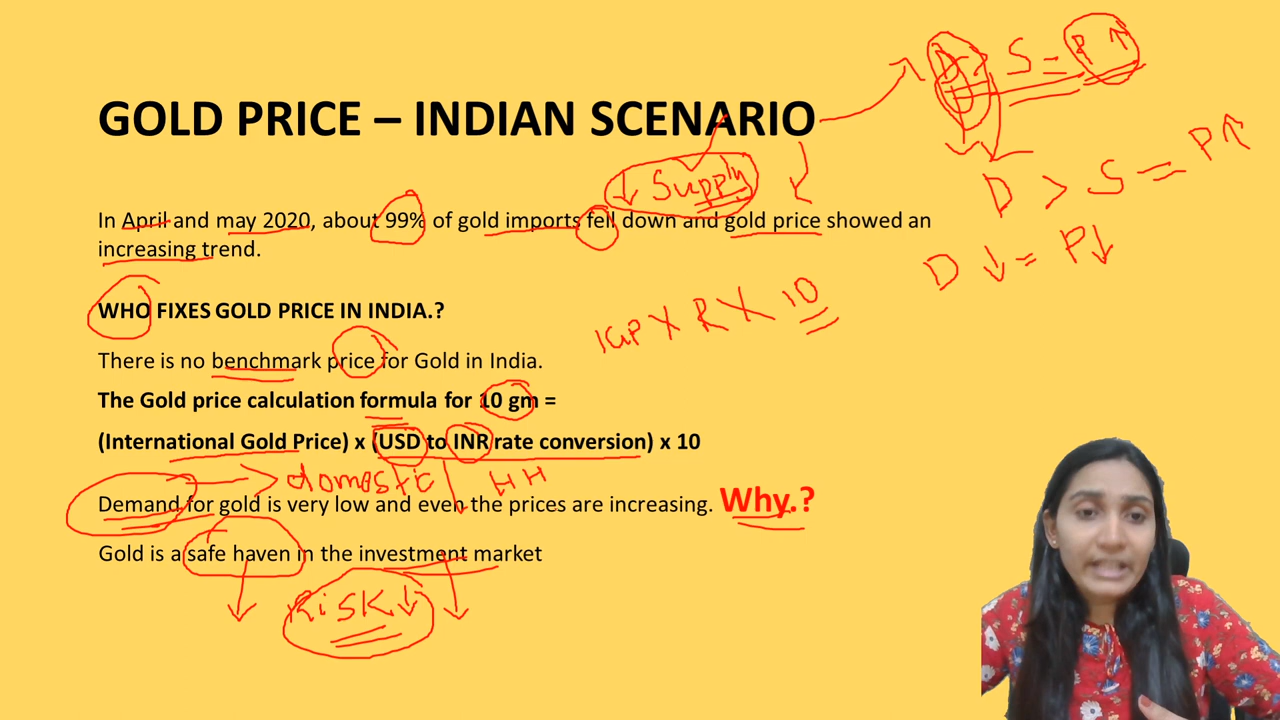 D S = P ↑
GOLD PRICE – INDIAN SCENARIO
↓ Supply
D > S = P↑
In April and may 2020, about 99% of gold imports fell down and gold price showed an
increasing trend.
D ↓ = P↓
WHO FIXES GOLD PRICE IN INDIA.?
IGP X R X 10
There is no benchmark price for Gold in India.
The Gold price calculation formula for 10 gm =
(International Gold Price) x (USD to INR rate conversion) x 10
domestic HH
Demand for gold is very low and even the prices are increasing. Why.?
Gold is a safe haven in the investment market
Risk ↓